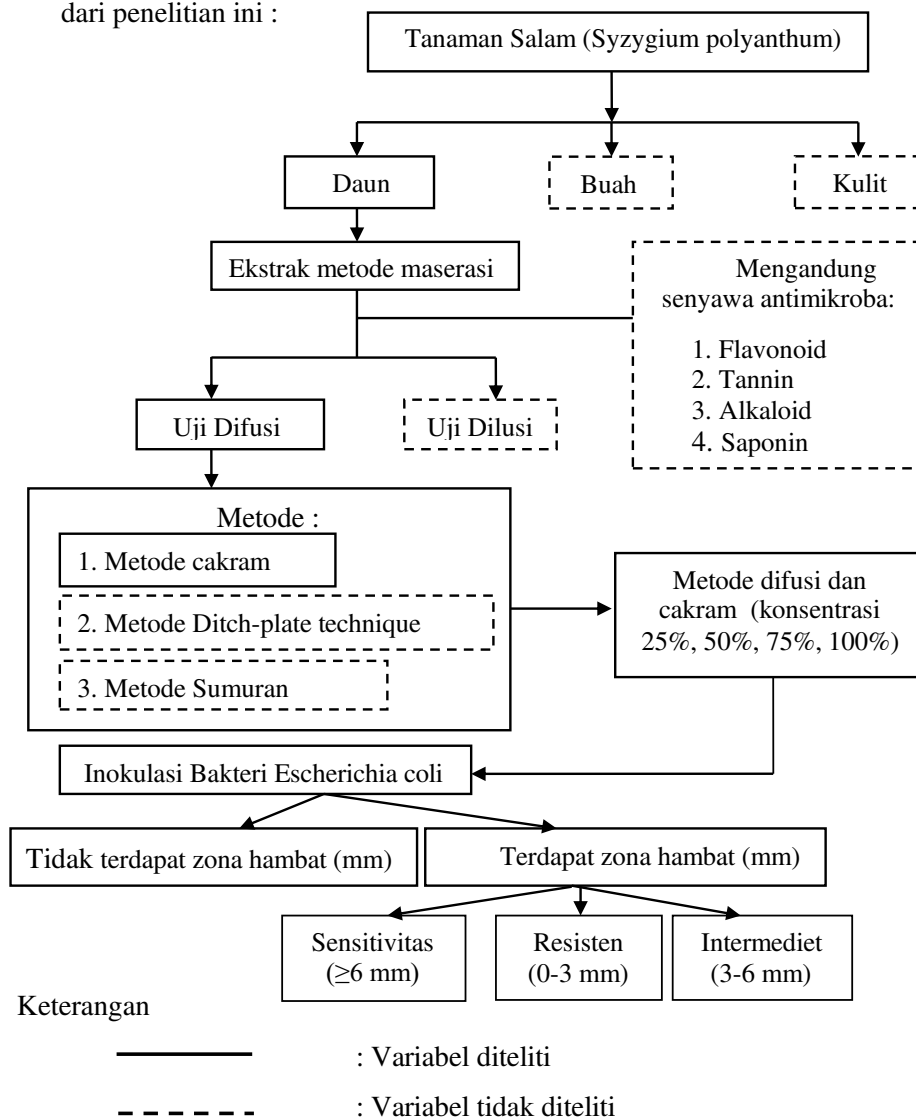 dari penelitian ini :
Tanaman Salam (Syzygium polyanthum)
Daun
Buah
Kulit
Ekstrak metode maserasi
Mengandung
senyawa antimikroba:
1. Flavonoid
2. Tannin
3. Alkaloid
4. Saponin
Uji Difusi
Uji Dilusi
Metode :
1. Metode cakram
2. Metode Ditch-plate technique
3. Metode Sumuran
Metode difusi dan
cakram (konsentrasi
25%, 50%, 75%, 100%)
Inokulasi Bakteri Escherichia coli
Tidak terdapat zona hambat (mm)
Terdapat zona hambat (mm)
Sensitivitas
(≥6 mm)
Resisten
(0-3 mm)
Intermediet
(3-6 mm)
Keterangan
: Variabel diteliti
: Variabel tidak diteliti